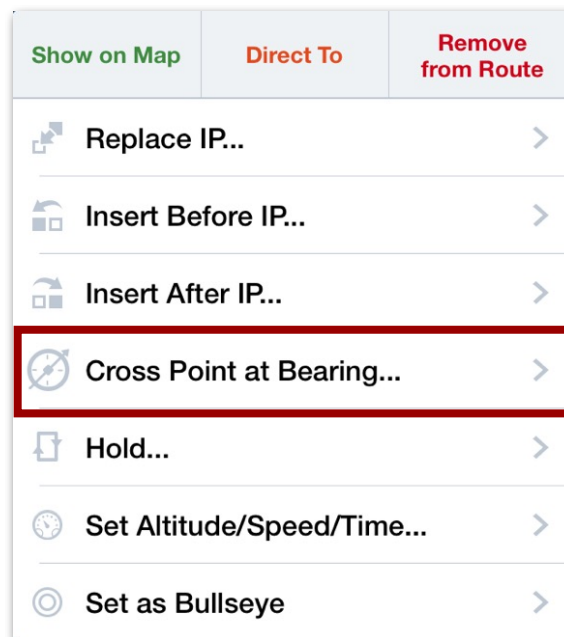 Show on Map
Direct To
Remove
from Route
Replace IP...
Insert Before IP...
Insert After IP...
Cross Point at Bearing...
Hold...
Set Altitude/Speed/Time...
Set as Bullseye